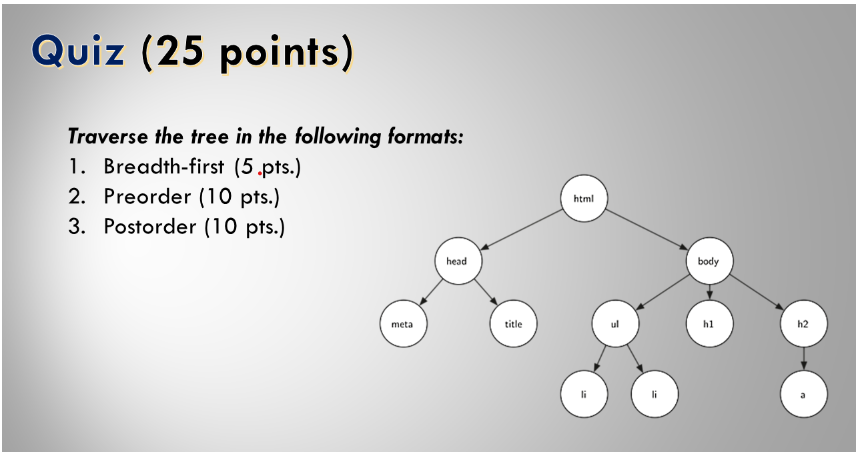 Quiz (25 points)
Traverse the tree in the following formats:
1. Breadth-first (5 pts.)
2. Preorder (10 pts.)
3. Postorder (10 pts.)
html
head
body
meta
title
ul
h1
h2
li
li
a